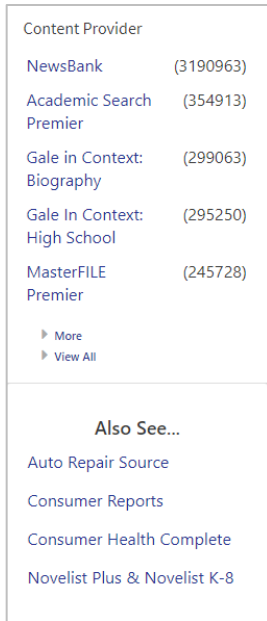 Content Provider
NewsBank (3190963)
Academic Search (354913)
Premier
Gale in Context: (299063)
Biography
Gale In Context: (295250)
High School
MasterFILE (245728)
Premier
More
View All
Also See...
Auto Repair Source
Consumer Reports
Consumer Health Complete
Novelist Plus & Novelist K-8